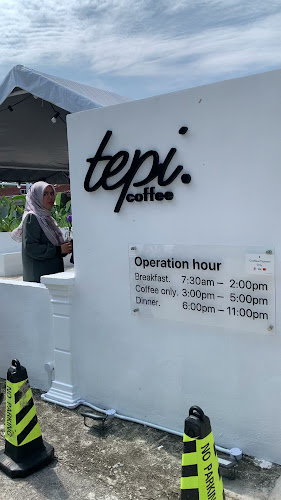 tepi.
coffee
Operation hour
Breakfast. 7:30am – 2:00pm
Coffee only. 3:00pm – 5:00pm
Dinner. 6:00pm – 11:00pm
NO PARKING
NO PARKING